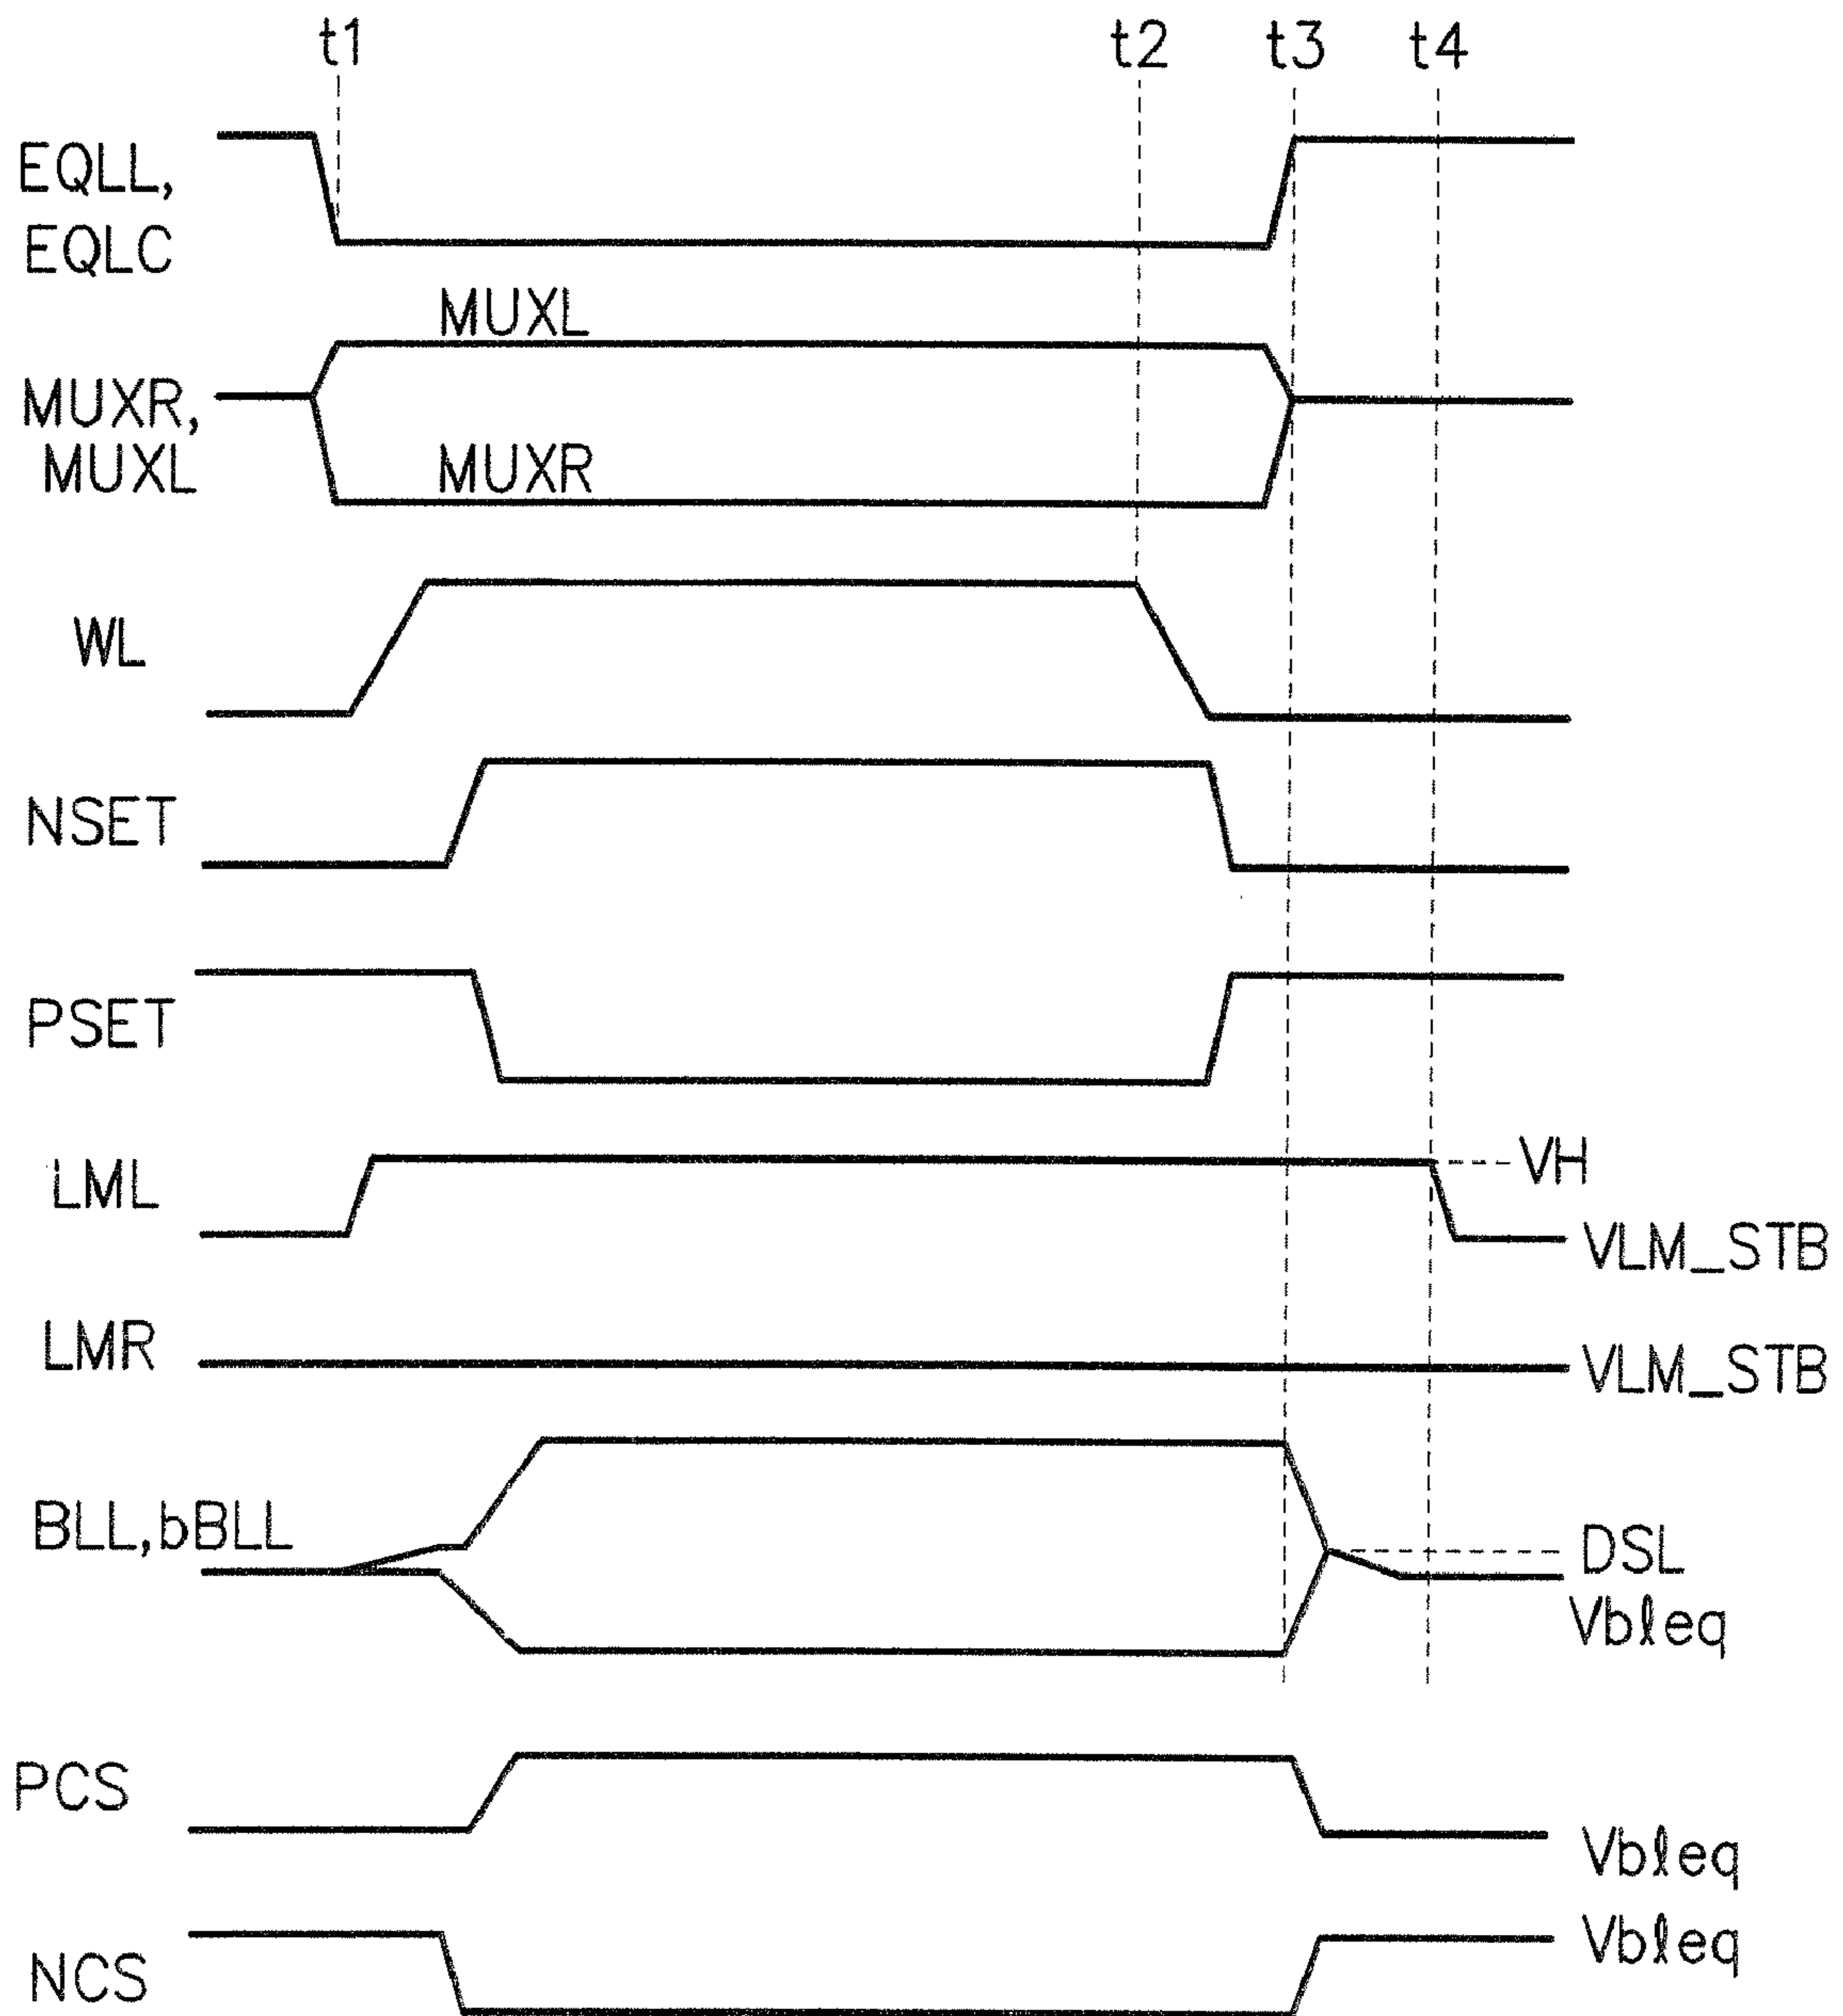 t1 t2 t3 t4
EQLL,
EQLC
MUXL
MUXR,
MUXL
MUXR
WL
NSET
PSET
LML
VH
VLM_STB
LMR
VLM_STB
BLL,bBLL
DSL
Vbleq
PCS
Vbleq
NCS
Vbleq